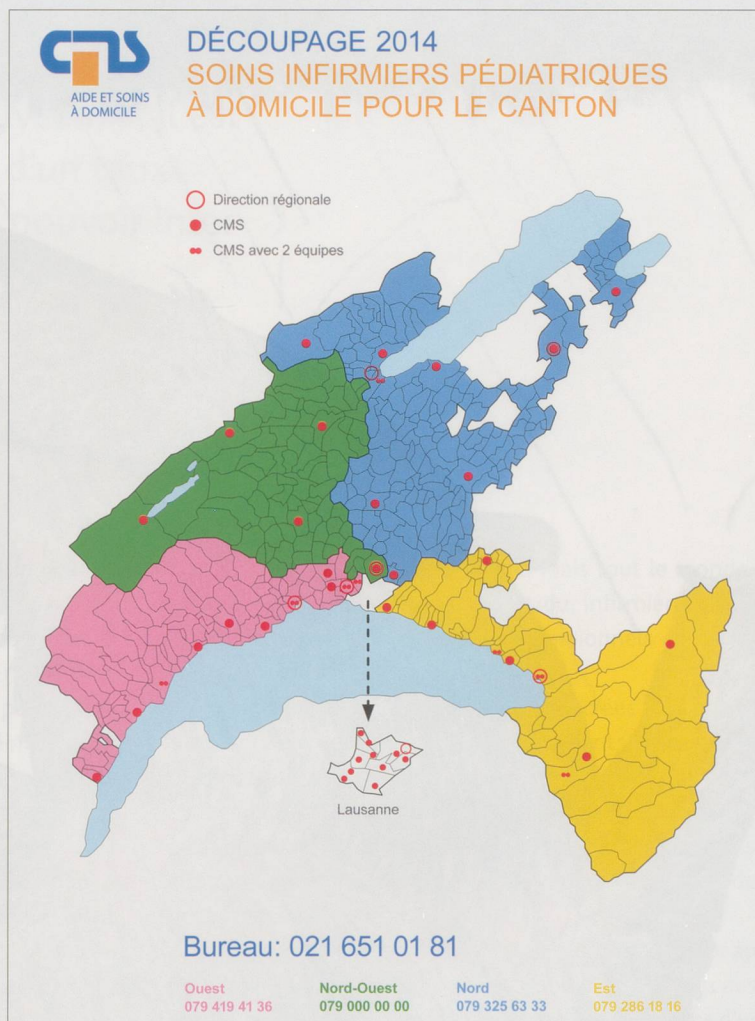 cms
AIDE ET SOINS
À DOMICILE
DÉCOUPAGE 2014
SOINS INFIRMIERS PÉDIATRIQUES
À DOMICILE POUR LE CANTON
Direction régionale
CMS
CMS avec 2 équipes
Lausanne
Bureau: 021 651 01 81
Ouest
079 419 41 36
Nord-Ouest
079 000 00 00
Nord
079 325 63 33
Est
079 286 18 16